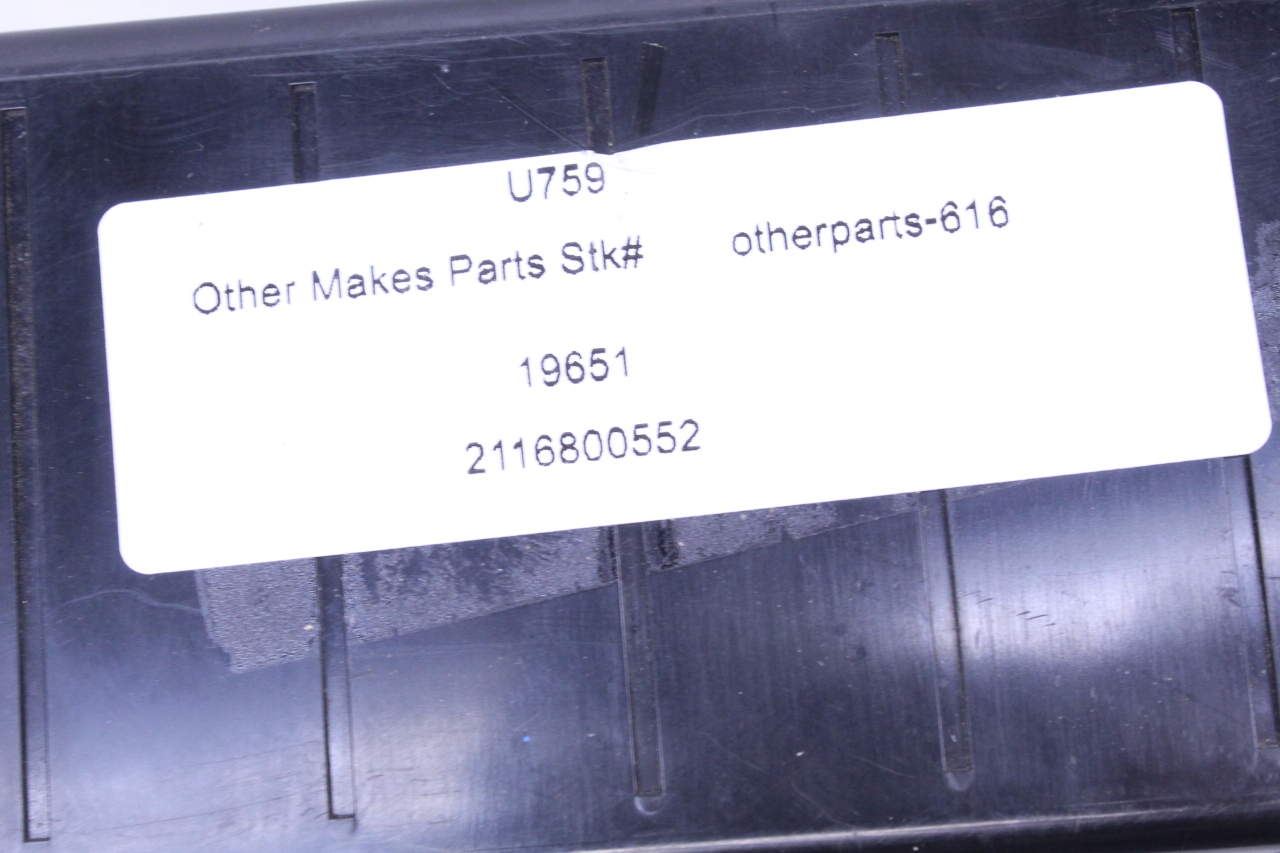 U759
Other Makes Parts Stk# otherparts-616
19651
2116800552